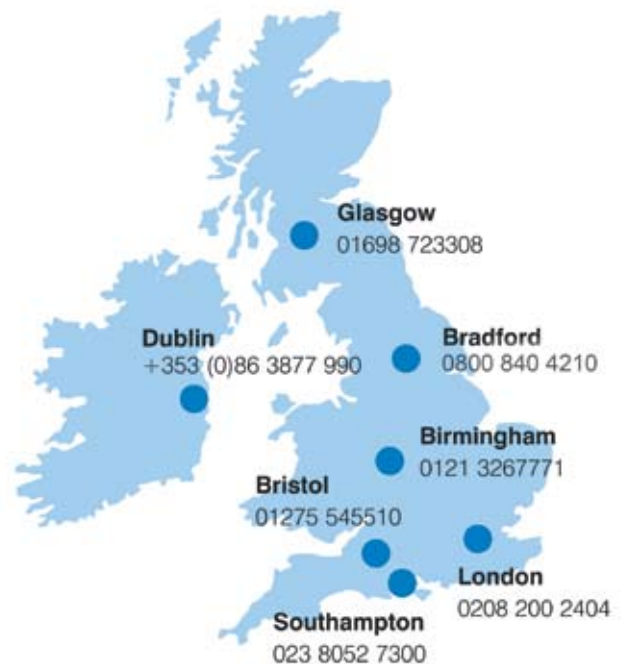 Glasgow
01698 723308
Dublin
+353 (0)86 3877 990
Bradford
0800 840 4210
Birmingham
0121 3267771
Bristol
01275 545510
London
0208 200 2404
Southampton
023 8052 7300